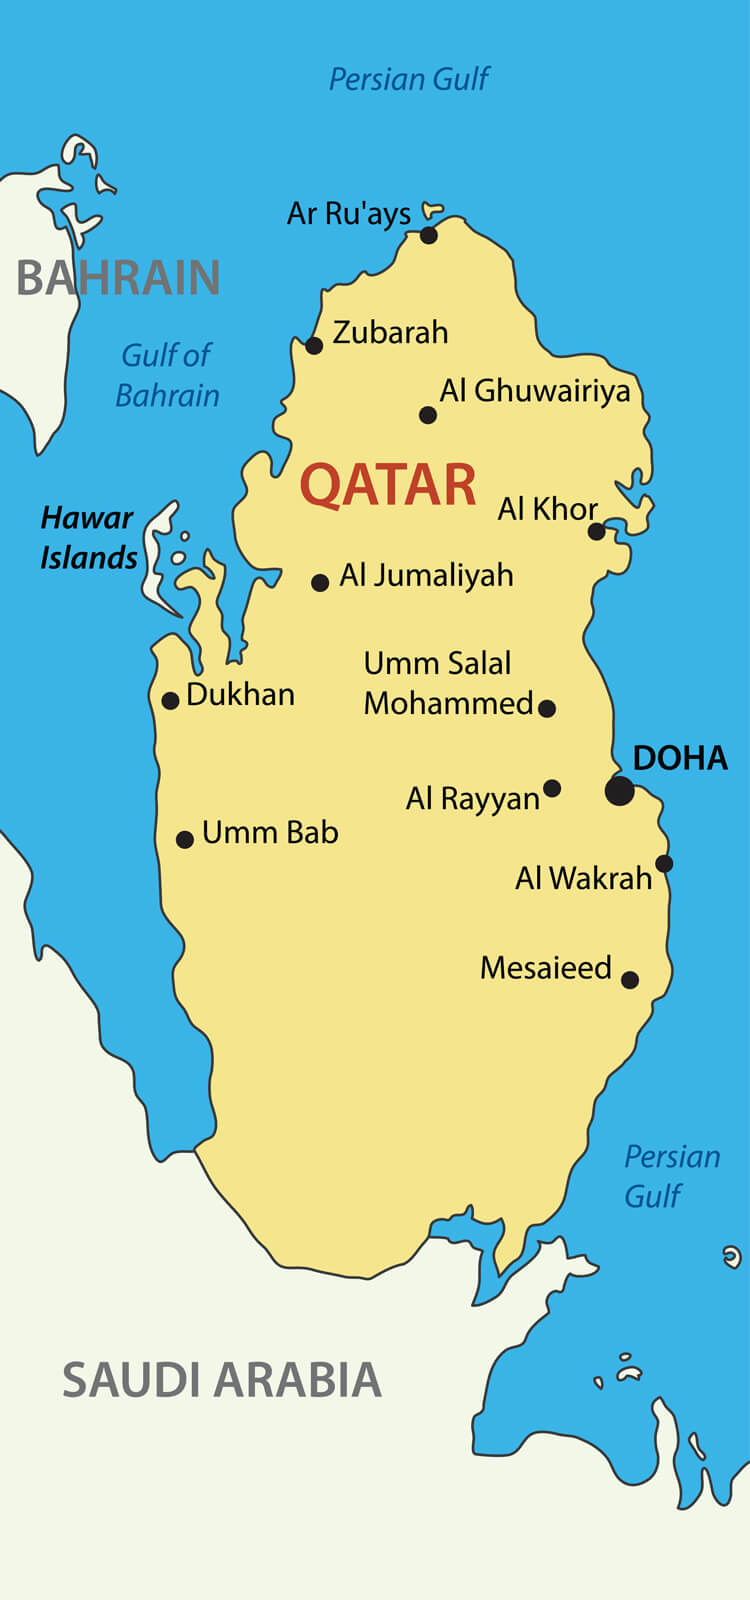 Persian Gulf
Ar Ru'ays
BAHRAIN
Zubarah
Gulf of
Bahrain
Al Ghuwairiya
QATAR
Al Khor
Hawar
Islands
Al Jumaliyah
Umm Salal
Mohammed
Dukhan
DOHA
Al Rayyan
Umm Bab
Al Wakrah
Mesaieed
Persian
Gulf
SAUDI ARABIA